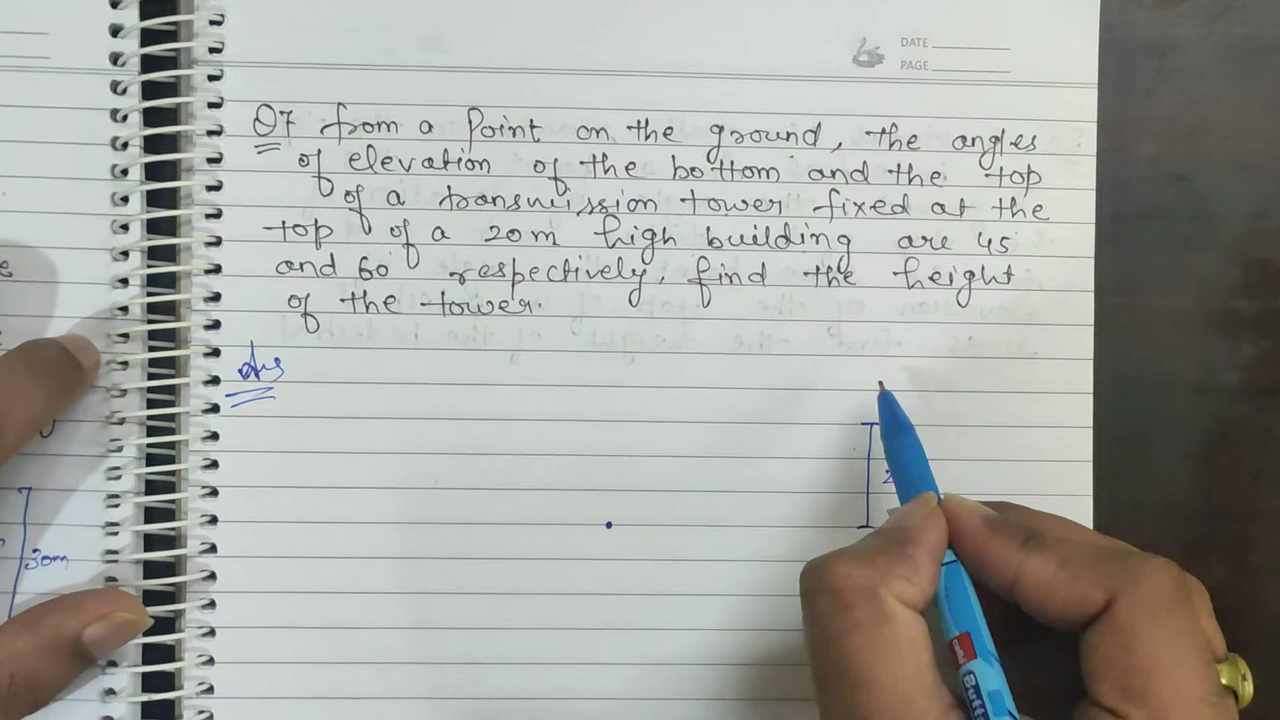 DATE
PAGE
Q7 from a Point on the ground, the angles
of elevation of the bottom and the top
of a transmission tower fixed at the
top of a 20m high building are 45
and 60 respectively, find the height
of the tower.
Ans
30m